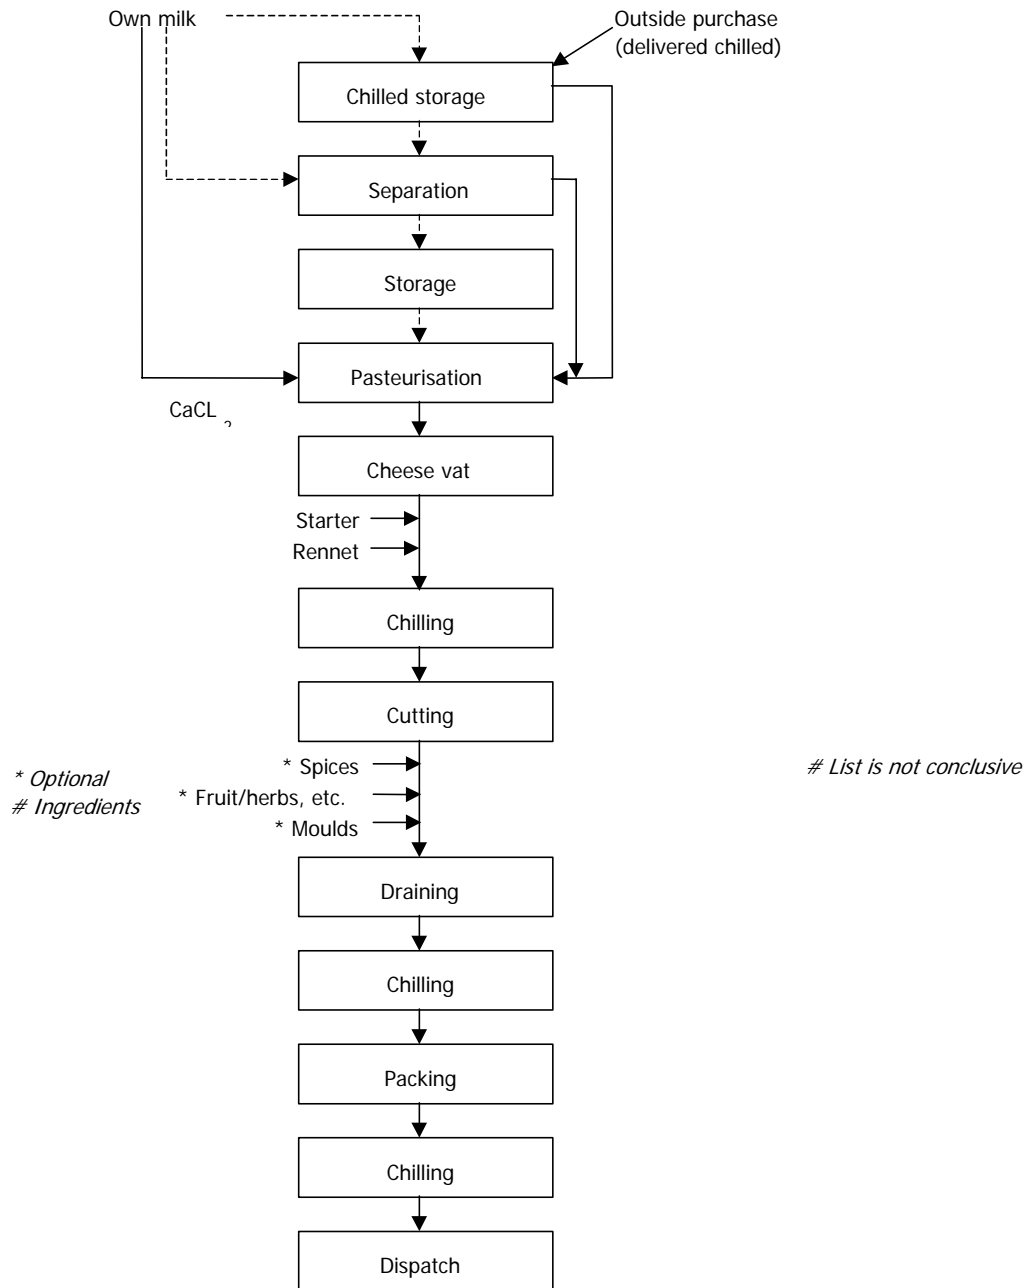 Own milk
Outside purchase
(delivered chilled)
Chilled storage
Separation
Storage
Pasteurisation
CaCL 2
Cheese vat
Starter
Rennet
Chilling
Cutting
* Spices
* Optional
# Ingredients
# List is not conclusive
* Fruit/herbs, etc.
* Moulds
Draining
Chilling
Packing
Chilling
Dispatch